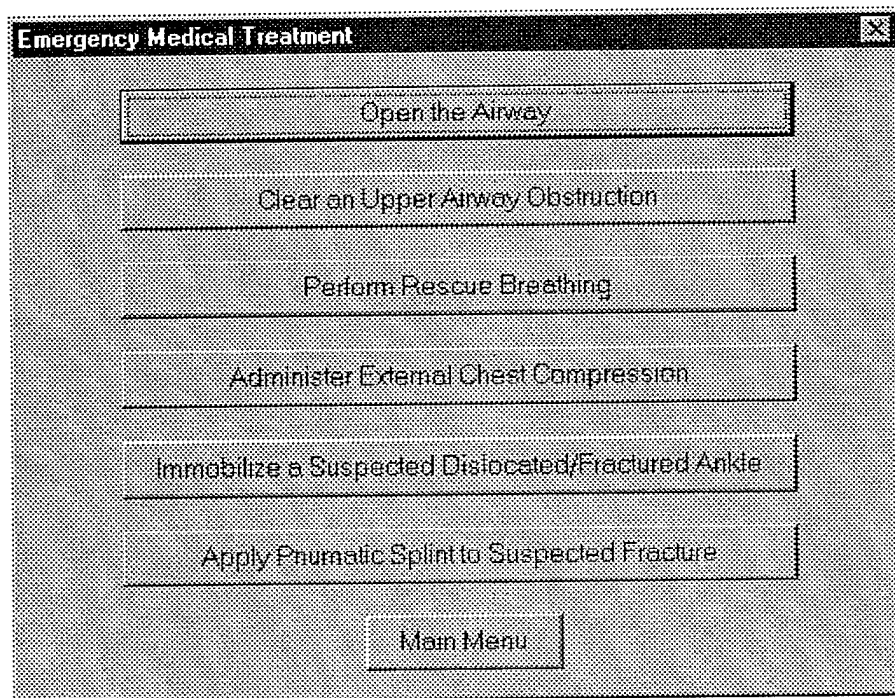 Emergency Medical Treatment
Open the Airway
Clear an Upper Airway Obstruction
Perform Rescue Breathing
Administer External Chest Compression
Immobilize a Suspected Dislocated/Fractured Ankle
Apply Pnumatic Splint to Suspected Fracture
Main Menu